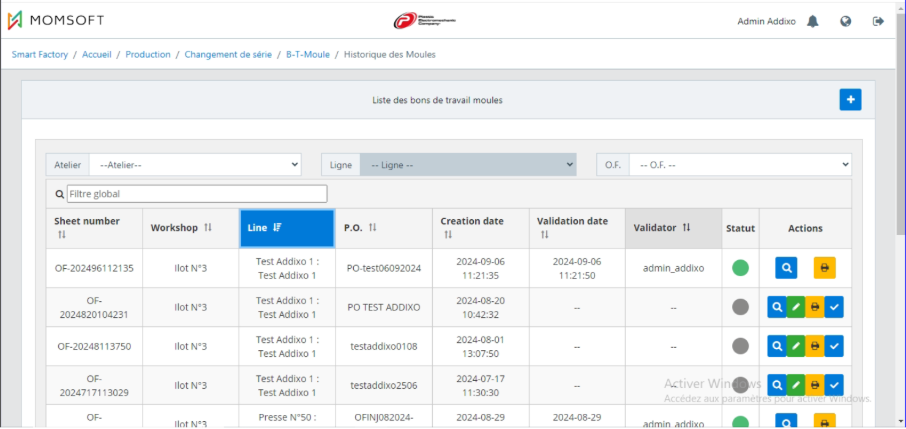 MOMSOFT
Plastic
Electromechanic
Company
Admin Addixo
Smart Factory / Accueil / Production / Changement de série / B-T-Moule / Historique des Moules
Liste des bons de travail moules
+
Atelier --Atelier-- Ligne -- Ligne -- O.F. -- O.F. --
Filtre global
Sheet number Workshop Line P.O. Creation date Validation date Validator Statut Actions
OF-202496112135 Ilot N°3 Test Addixo 1 : Test Addixo 1 PO-test06092024 2024-09-06 11:21:35 2024-09-06 11:21:50 admin_addixo
OF-2024820104231 Ilot N°3 Test Addixo 1 : Test Addixo 1 PO TEST ADDIXO 2024-08-20 10:42:32 -- --
OF-20248113750 Ilot N°3 Test Addixo 1 : Test Addixo 1 testaddixo0108 2024-08-01 13:07:50 -- --
OF-2024717113029 Ilot N°3 Test Addixo 1 : Test Addixo 1 testaddixo2506 2024-07-17 11:30:30 -- --
OF- Ilot N°3 Presse N°50 : OFINJ082024- 2024-08-29 2024-08-29 admin_addixo
Activer Windows
Accédez aux paramètres pour activer Windows.